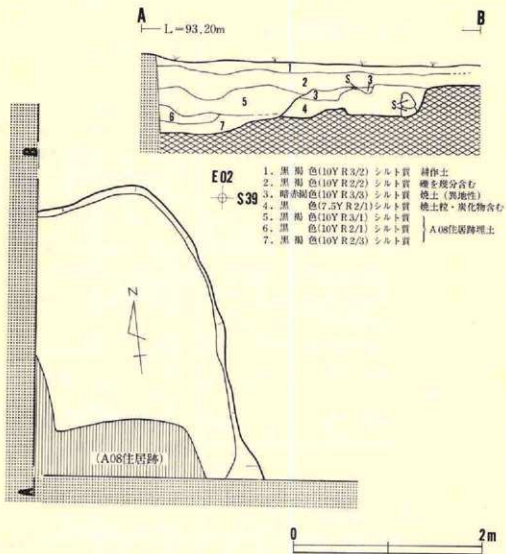 A
B
L=93,20m
2
S
3
3
5
4
S
6
7
B
E02
S39
1. 黒褐色(10YR3/2)シルト質 耕作土
2. 黒褐色(10YR2/2)シルト質 礫を幾分含む
3. 暗赤褐色(10YR3/3)シルト質 焼土(異地性)
4. 黒色(7.5YR2/1)シルト質 焼土粒・炭化物含む
5. 黒褐色(10YR3/1)シルト質
6. 黒色(10YR2/1)シルト質 A08住居跡埋土
7. 黒褐色(10YR2/3)シルト質
N
(A08住居跡)
A
0 2m